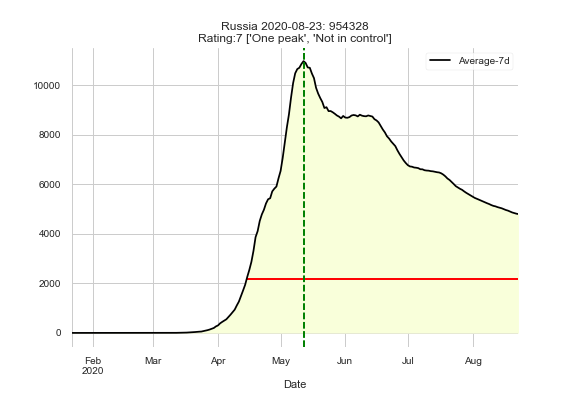 Russia 2020-08-23: 954328
Rating:7 ['One peak', 'Not in control']
Average-7d
10000
8000
6000
4000
2000
0
Feb Mar Apr May Jun Jul Aug
2020
Date